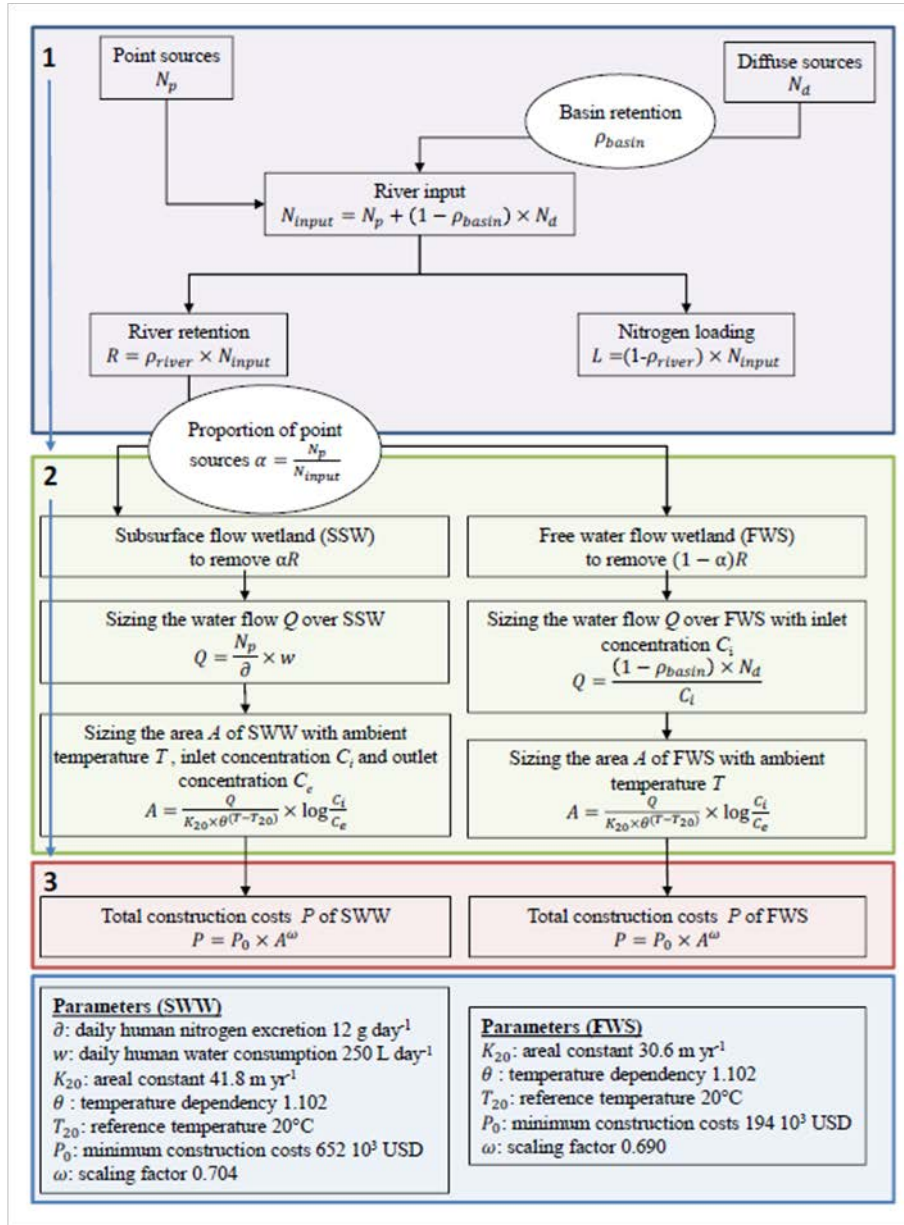 1
Point sources
N_p
Diffuse sources
N_d
Basin retention
ρ_basin
River input
N_input = N_p + (1 − ρ_basin) × N_d
River retention
R = ρ_river × N_input
Nitrogen loading
L =(1-ρ_river) × N_input
Proportion of point
sources α = N_p/N_input
2
Subsurface flow wetland (SSW)
to remove αR
Free water flow wetland (FWS)
to remove (1 − α)R
Sizing the water flow Q over SSW
Q = N_p/∂ × w
Sizing the water flow Q over FWS with inlet
concentration C_i
Q = (1 − ρ_basin) × N_d/C_i
Sizing the area A of SWW with ambient
temperature T , inlet concentration C_i and outlet
concentration C_e
A = Q/(K_20×θ^(T−T_20)) × log C_i/C_e
Sizing the area A of FWS with ambient
temperature T
A = Q/(K_20×θ^(T−T_20)) × log C_i/C_e
3
Total construction costs P of SWW
P = P_0 × A^ω
Total construction costs P of FWS
P = P_0 × A^ω
Parameters (SWW)
∂: daily human nitrogen excretion 12 g day⁻¹
w: daily human water consumption 250 L day⁻¹
K_20: areal constant 41.8 m yr⁻¹
θ : temperature dependency 1.102
T_20: reference temperature 20°C
P_0: minimum construction costs 652 10³ USD
ω: scaling factor 0.704
Parameters (FWS)
K_20: areal constant 30.6 m yr⁻¹
θ : temperature dependency 1.102
T_20: reference temperature 20°C
P_0: minimum construction costs 194 10³ USD
ω: scaling factor 0.690